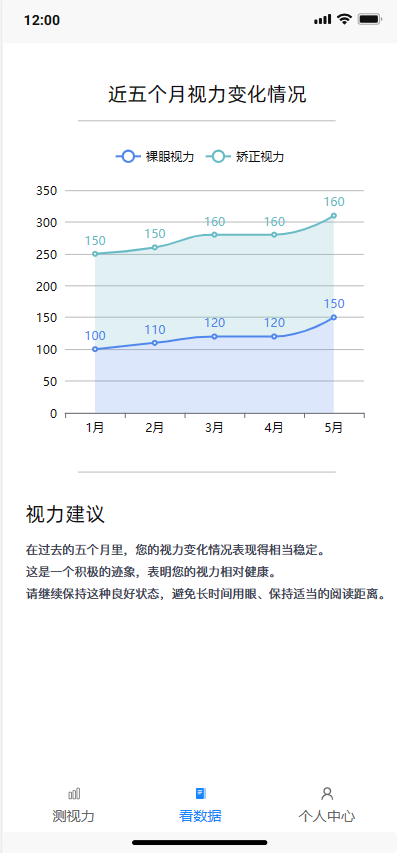 12:00
近五个月视力变化情况
裸眼视力 矫正视力
350
300
250
200
150
100
50
0
150 150 160 160 160
100 110 120 120 150
1月 2月 3月 4月 5月
视力建议
在过去的五个月里，您的视力变化情况表现得相当稳定。
这是一个积极的迹象，表明您的视力相对健康。
请继续保持这种良好状态，避免长时间用眼、保持适当的阅读距离。
测视力 看数据 个人中心